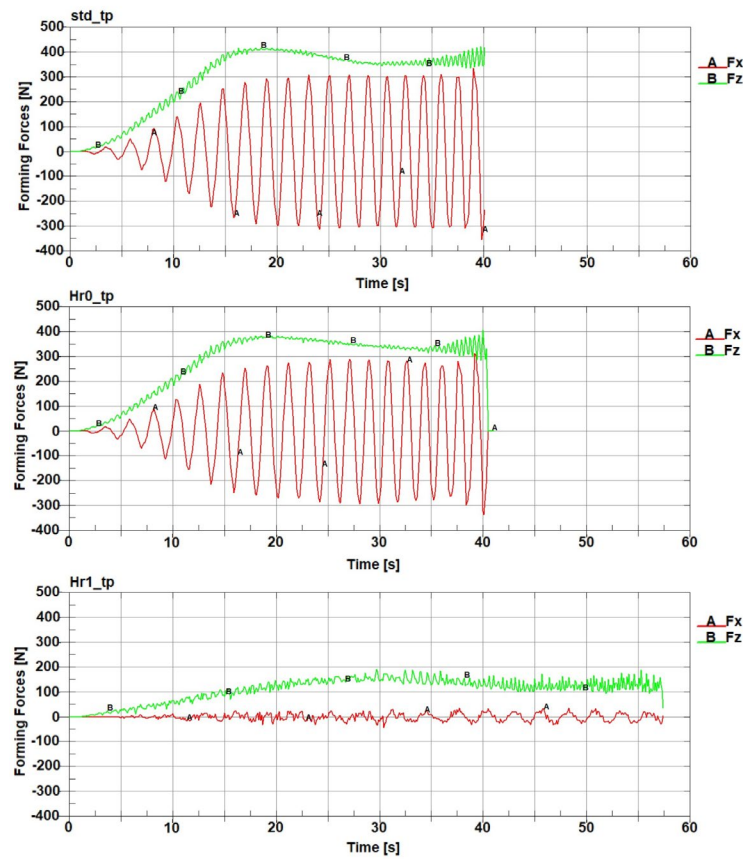 std_tp
500
400
300
200
100
0
-100
-200
-300
-400
Forming Forces [N]
B B B B B
A A A A A
A Fx
B Fz
0 10 20 30 40 50 60
Time [s]
Hr0_tp
500
400
300
200
100
0
-100
-200
-300
-400
Forming Forces [N]
B B B B B
A A A A A
A Fx
B Fz
0 10 20 30 40 50 60
Time [s]
Hr1_tp
500
400
300
200
100
0
-100
-200
-300
-400
Forming Forces [N]
B B B B B
A A A A
A Fx
B Fz
0 10 20 30 40 50 60
Time [s]